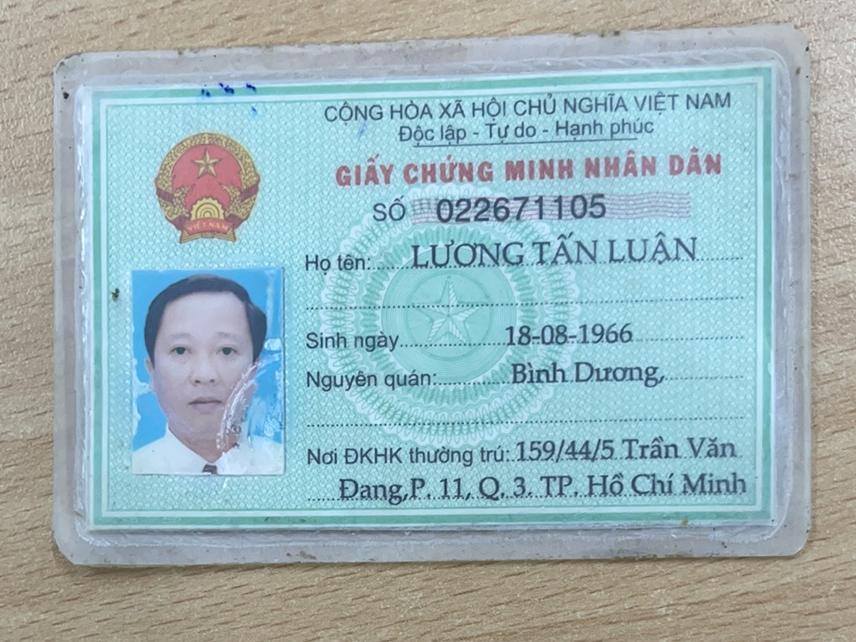 CỘNG HÒA XÃ HỘI CHỦ NGHĨA VIỆT NAM
Độc lập - Tự do - Hạnh phúc
GIẤY CHỨNG MINH NHÂN DÂN
SỐ 022671105
Họ tên: LƯƠNG TẤN LUẬN
Sinh ngày 18-08-1966
Nguyên quán: Bình Dương,
Nơi ĐKHK thường trú: 159/44/5 Trần Văn
Đang, P. 11, Q. 3. TP. Hồ Chí Minh
VIỆT NAM